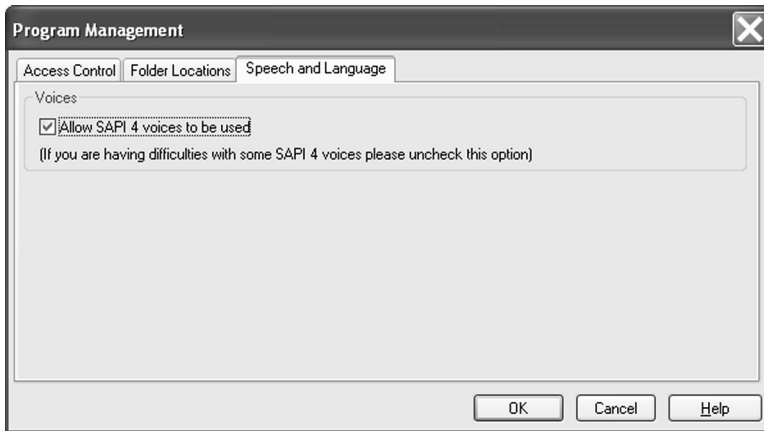 Program Management
Access Control Folder Locations Speech and Language
Voices
Allow SAPI 4 voices to be used
(If you are having difficulties with some SAPI 4 voices please uncheck this option)
OK Cancel Help